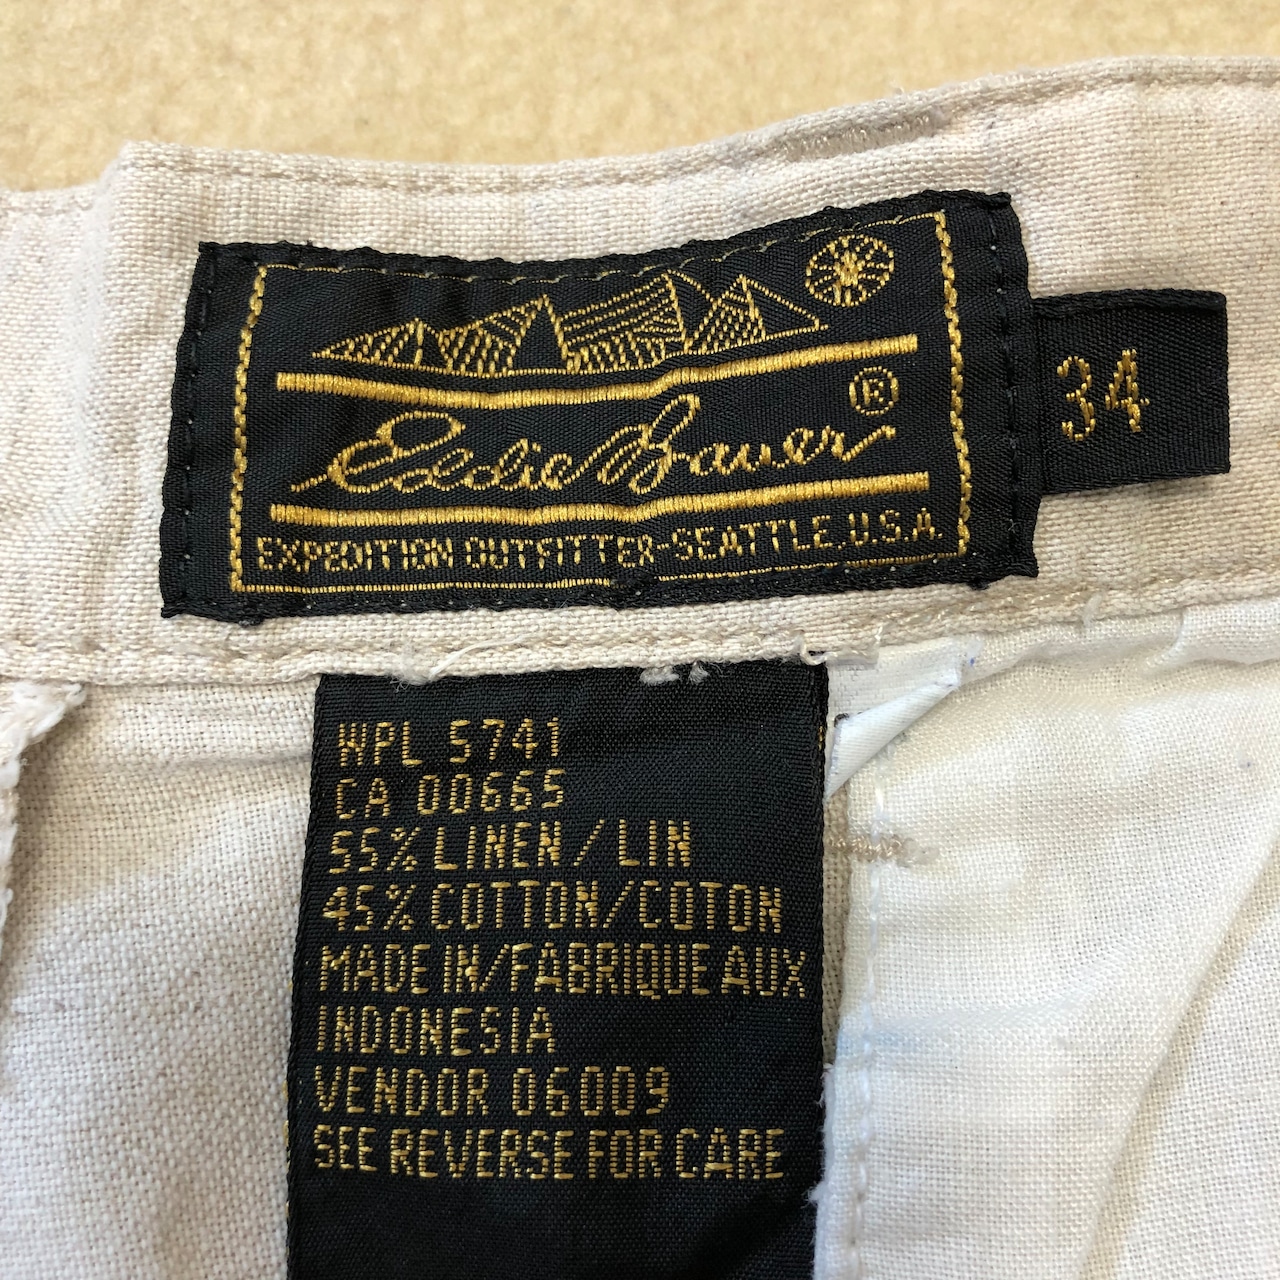 Eddie Bauer ®
EXPEDITION OUTFITTER-SEATTLE, U.S.A.
34
WPL 5741
CA 00665
55% LINEN / LIN
45% COTTON/COTON
MADE IN/FABRIQUE AUX
INDONESIA
VENDOR 06009
SEE REVERSE FOR CARE